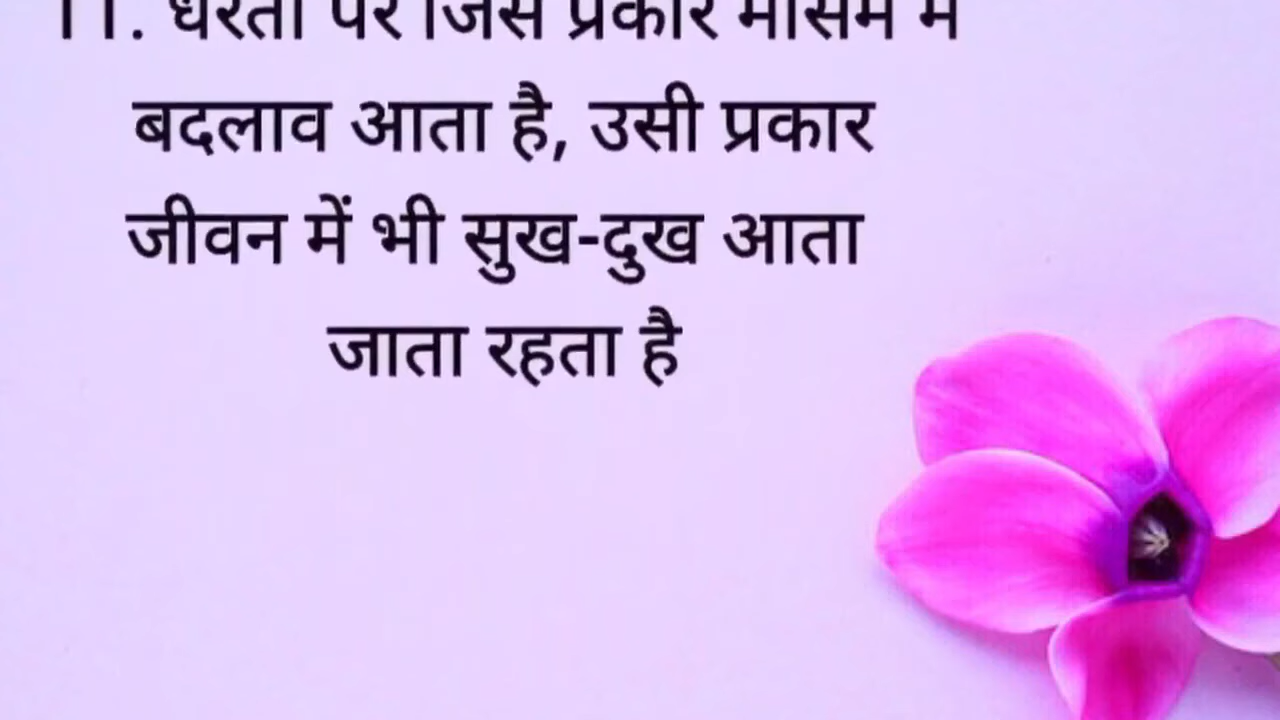 11. धरती पर जिस प्रकार मौसम में
बदलाव आता है, उसी प्रकार
जीवन में भी सुख-दुख आता
जाता रहता है